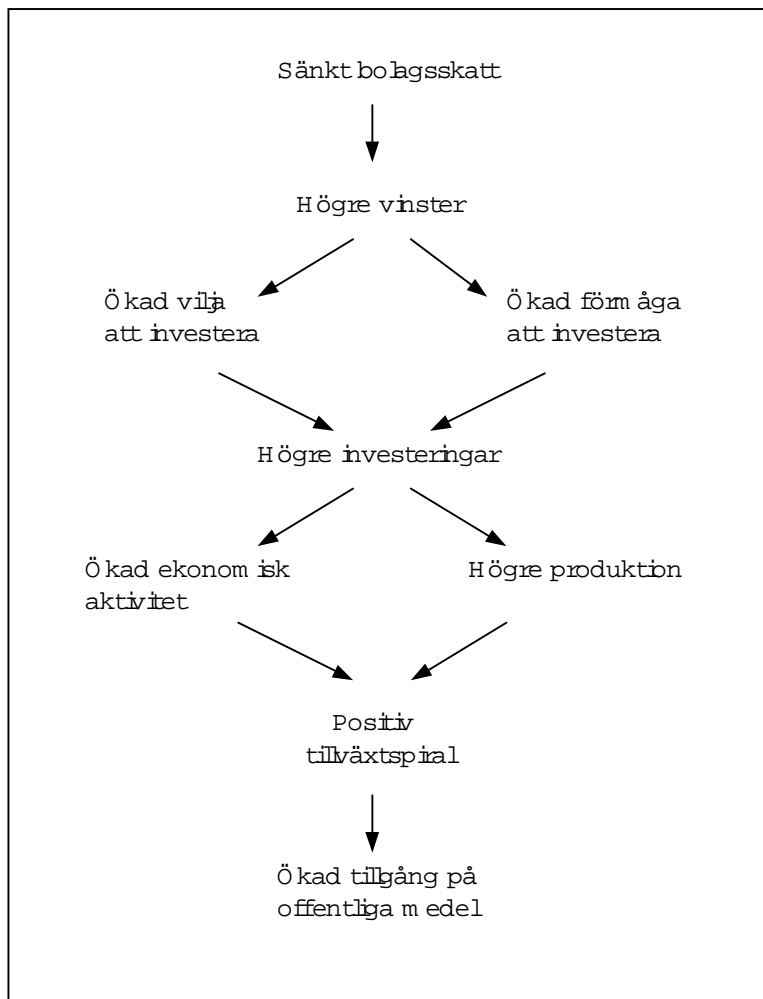 Sänkt bolagsskatt
Högre vinster
Ökad vilja
att investera
Ökad förmåga
att investera
Högre investeringar
Ökad ekonomisk
aktivitet
Högre produktion
Positiv
tillväxtspiral
Ökad tillgång på
offentliga medel